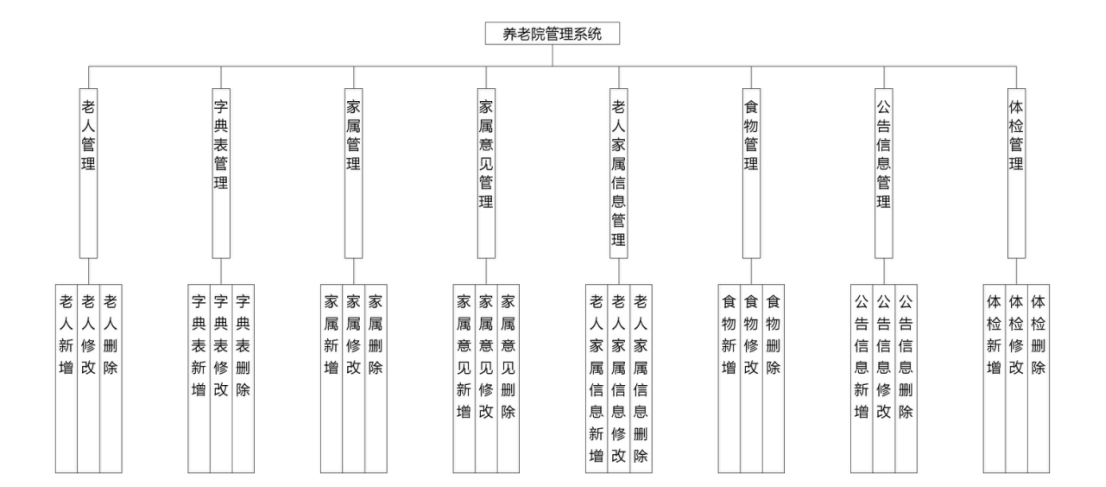 养老院管理系统
老人管理
字典表管理
家属管理
家属意见管理
老人家属信息管理
食物管理
公告信息管理
体检管理
老人新增
老人修改
老人删除
字典表新增
字典表修改
字典表删除
家属新增
家属修改
家属删除
家属意见新增
家属意见修改
家属意见删除
老人家属信息新增
老人家属信息修改
老人家属信息删除
食物新增
食物修改
食物删除
公告信息新增
公告信息修改
公告信息删除
体检新增
体检修改
体检删除